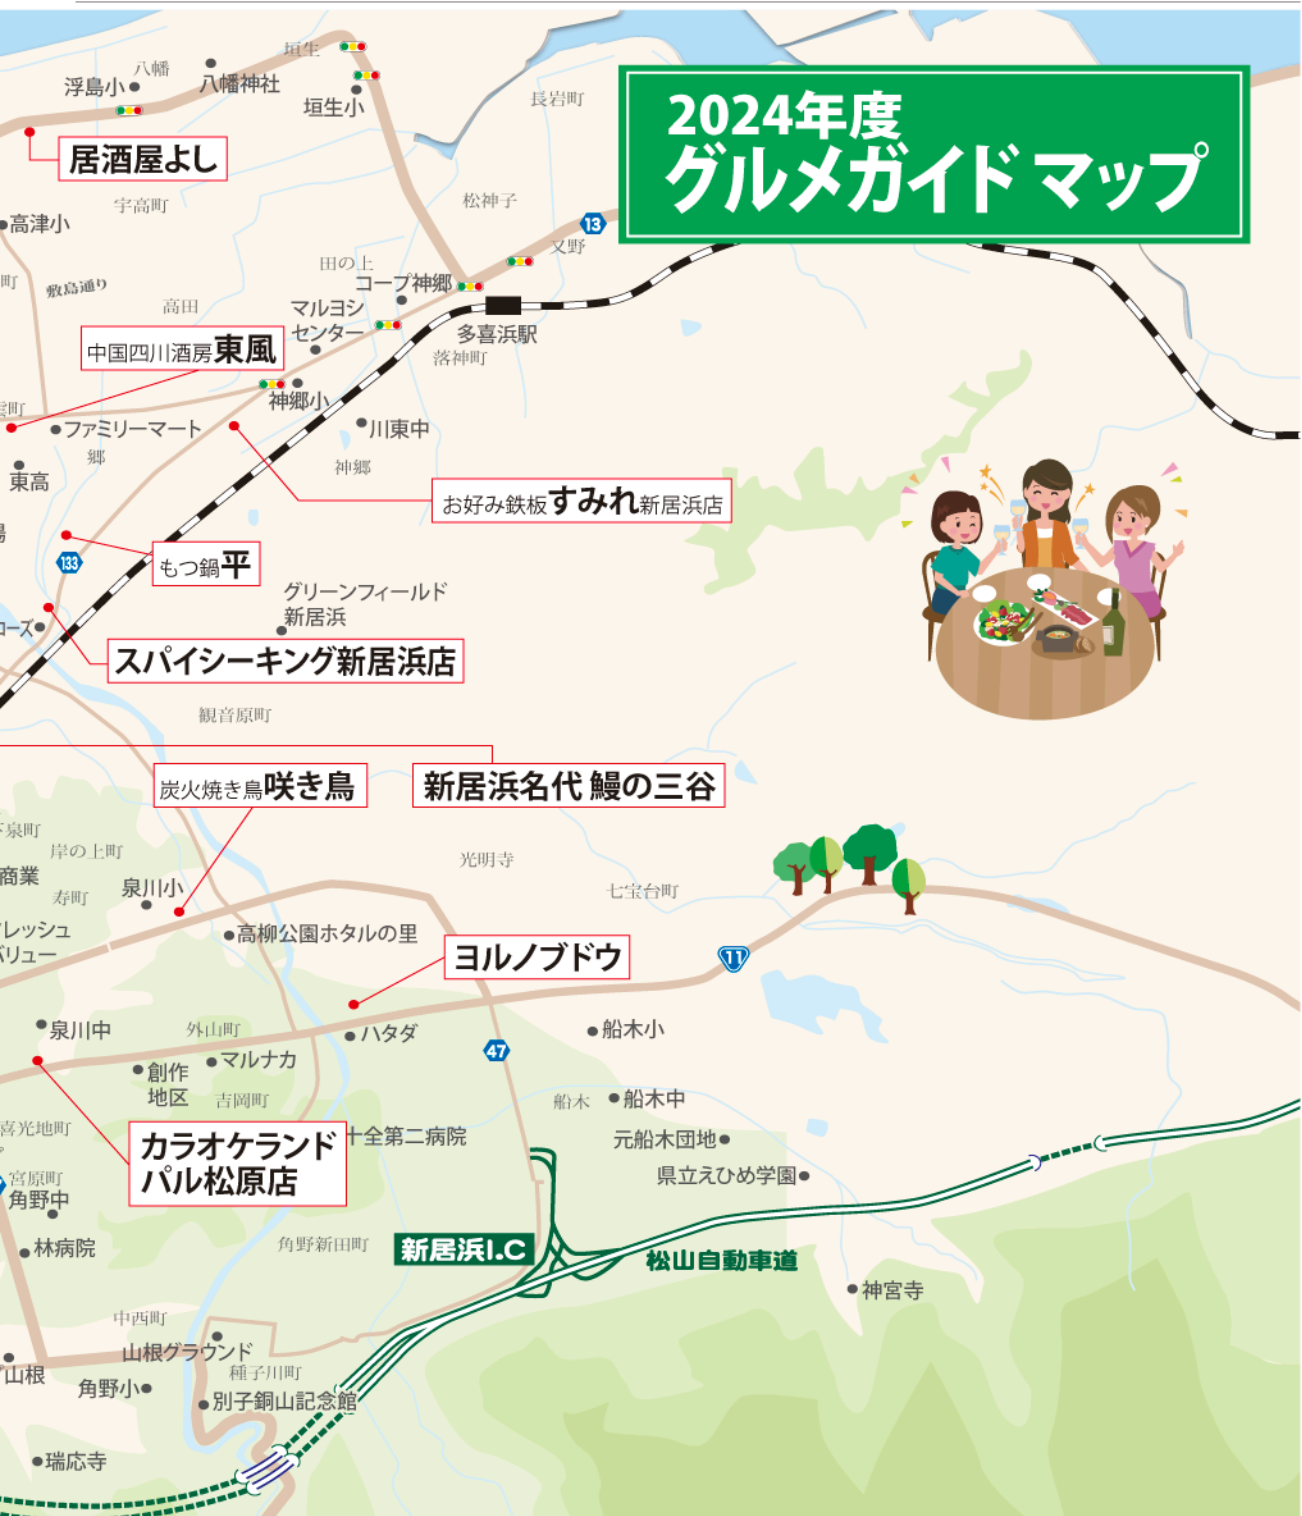 2024年度
グルメガイド マップ
垣生
八幡
浮島小
八幡神社
垣生小
長岩町
居酒屋よし
宇高町
松神子
高津小
13
又野
田の上
コープ神郷
町
敷島通り
高田
マルヨシ
センター
多喜浜駅
落神町
中国四川酒房東風
神郷小
町
ファミリーマート
川東中
郷
神郷
東高
お好み鉄板すみれ新居浜店
もつ鍋平
133
グリーンフィールド
新居浜
ローズ
スパイシーキング新居浜店
観音原町
炭火焼き鳥咲き鳥
新居浜名代 鰻の三谷
下泉町
岸の上町
光明寺
商業
寿町
泉川小
七宝台町
レッシュ
バリュー
高柳公園ホタルの里
ヨルノブドウ
11
泉川中
外山町
ハタダ
船木小
47
マルナカ
創作
地区
吉岡町
船木
船木中
喜光地町
カラオケランド
パル松原店
十全第二病院
元船木団地
宮原町
県立えひめ学園
角野中
林病院
角野新田町
新居浜I.C
松山自動車道
神宮寺
中西町
山根グラウンド
山根
種子川町
角野小
別子銅山記念館
瑞応寺